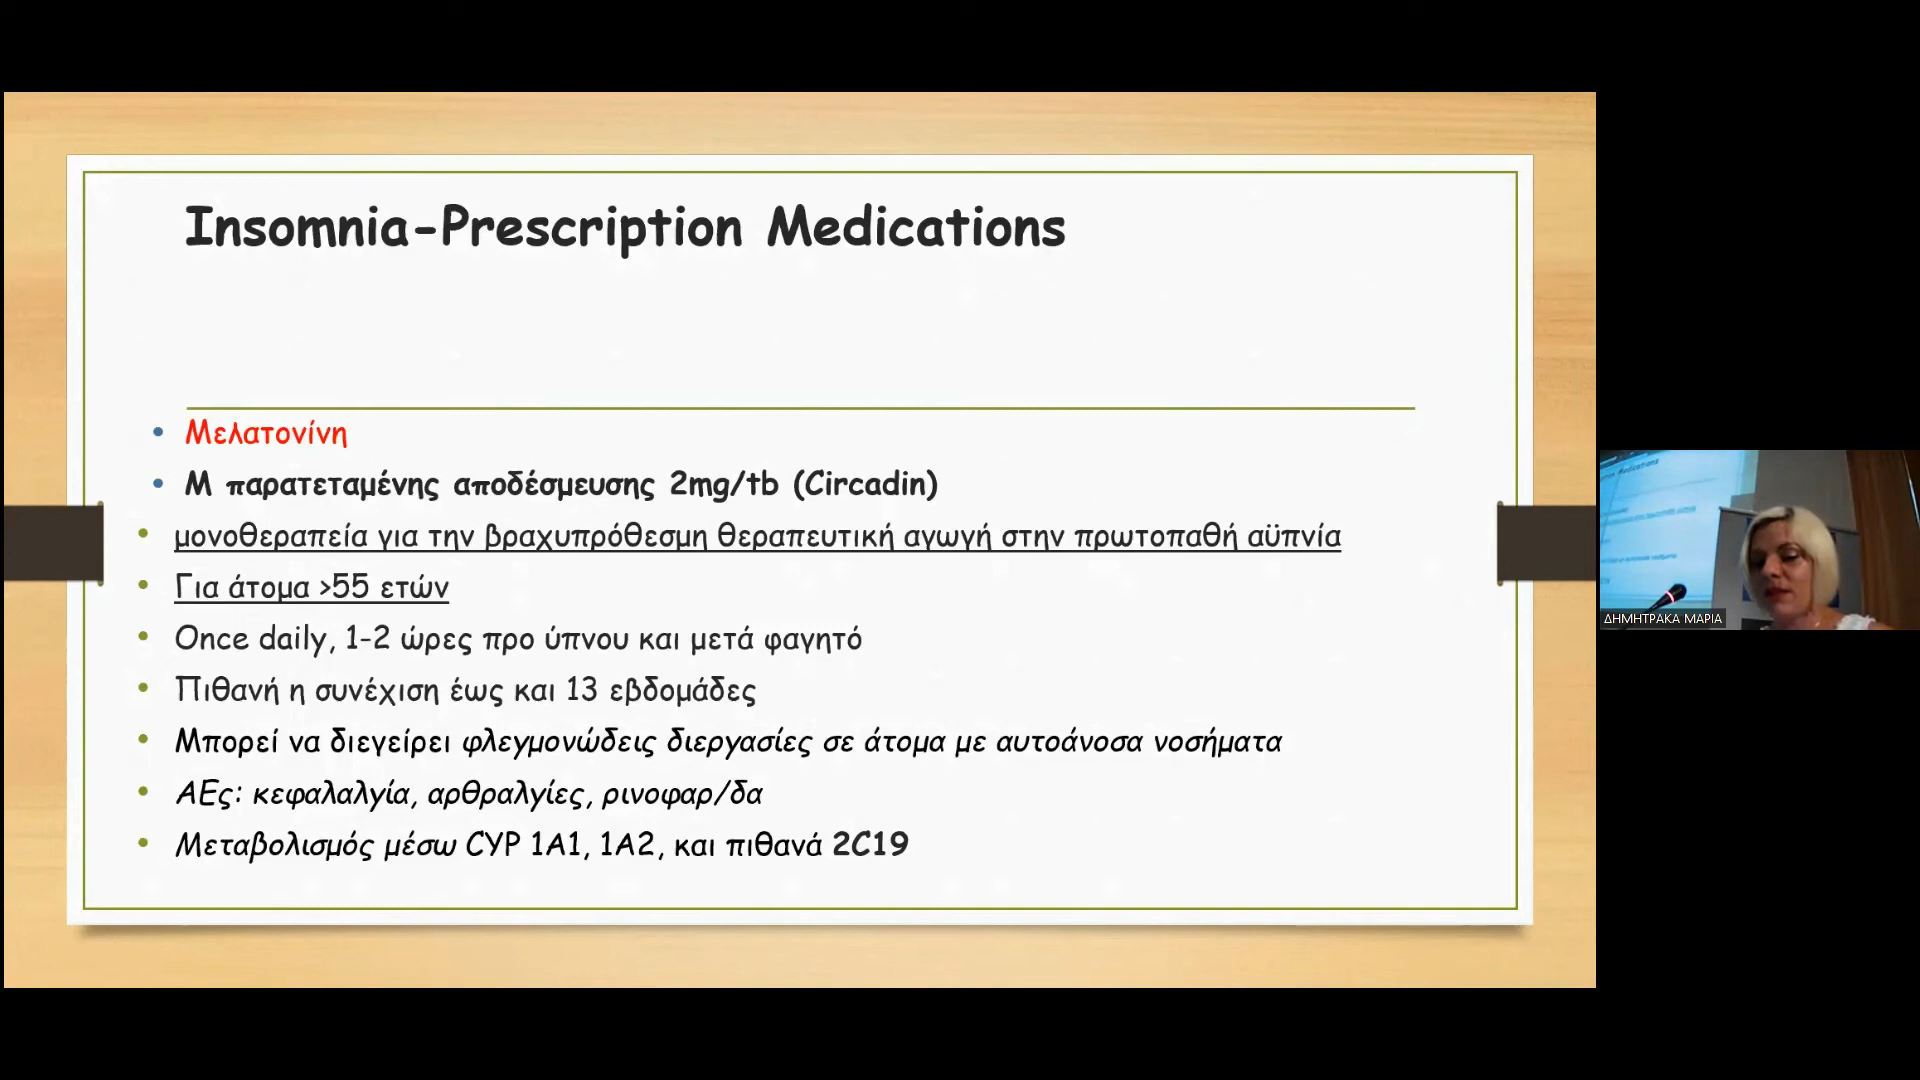 Insomnia-Prescription Medications
Μελατονίνη
Μ παρατεταμένης αποδέσμευσης 2mg/tb (Circadin)
μονοθεραπεία για την βραχυπρόθεσμη θεραπευτική αγωγή στην πρωτοπαθή αϋπνία
Για άτομα >55 ετών
Once daily, 1-2 ώρες προ ύπνου και μετά φαγητό
Πιθανή η συνέχιση έως και 13 εβδομάδες
Μπορεί να διεγείρει φλεγμονώδεις διεργασίες σε άτομα με αυτοάνοσα νοσήματα
ΑΕς: κεφαλαλγία, αρθραλγίες, ρινοφαρ/δα
Μεταβολισμός μέσω CYP 1A1, 1A2, και πιθανά 2C19
ΔΗΜΗΤΡΑΚΑ ΜΑΡΙΑ